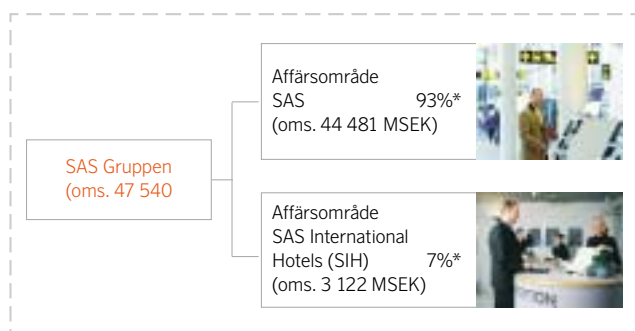 SAS Gruppen
(oms. 47 540
Affärsområde
SAS 93%*
(oms. 44 481 MSEK)
Affärsområde
SAS International
Hotels (SIH) 7%*
(oms. 3 122 MSEK)